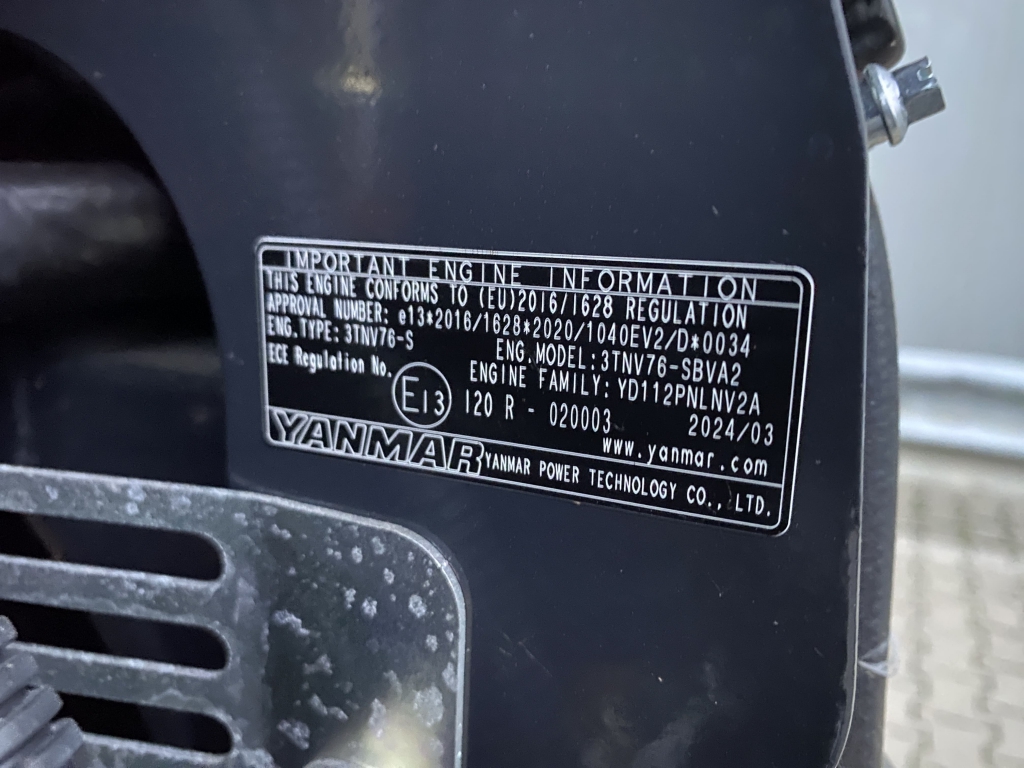 IMPORTANT ENGINE INFORMATION
THIS ENGINE CONFORMS TO (EU)2016/1628 REGULATION
APPROVAL NUMBER: e13*2016/1628*2020/1040EV2/D*0034
ENG.TYPE: 3TNV76-S ENG.MODEL: 3TNV76-SBVA2
ECE Regulation No. ENGINE FAMILY: YD112PNLNV2A
E13 120 R - 020003 2024/03
www.yanmar.com
YANMAR YANMAR POWER TECHNOLOGY CO., LTD.